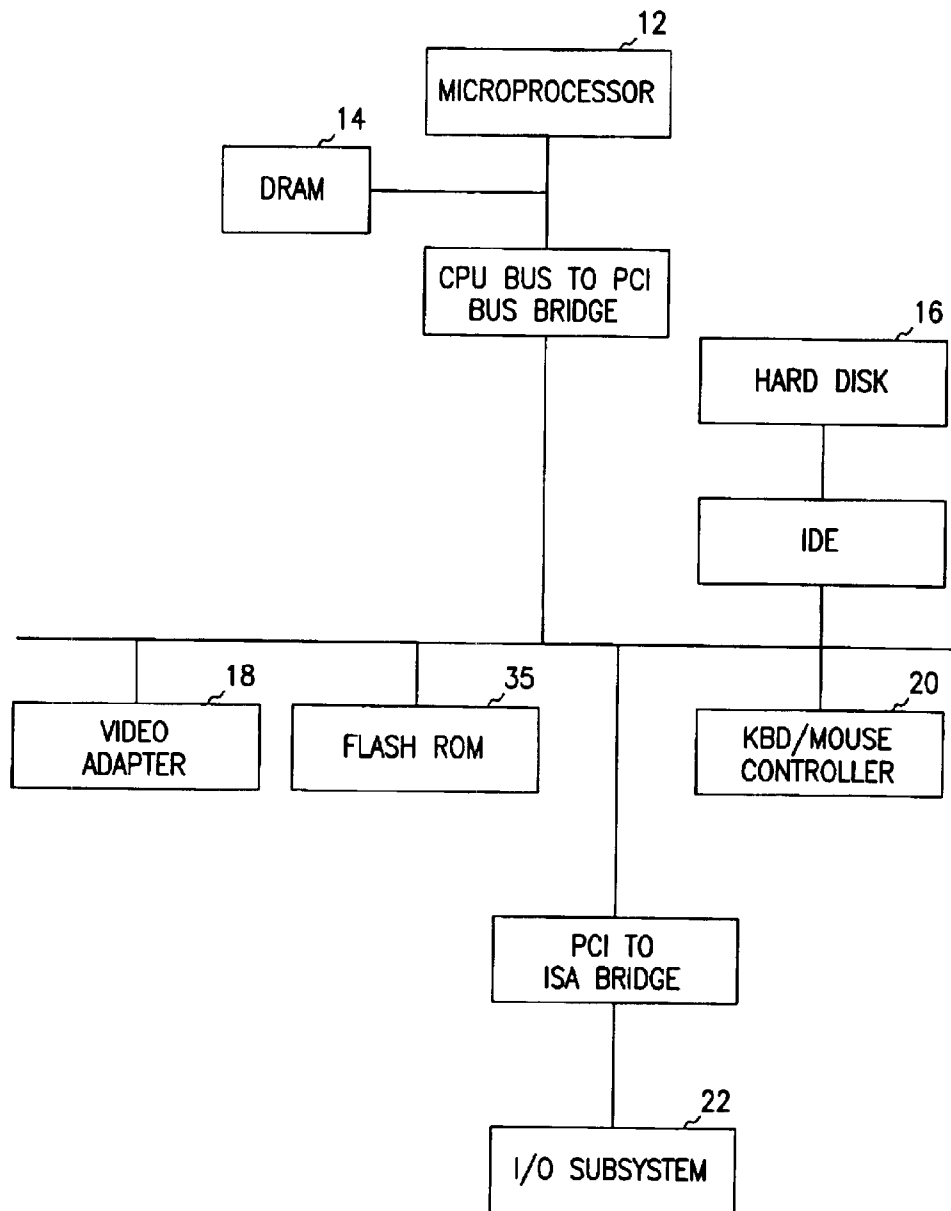 12
MICROPROCESSOR
14
DRAM
CPU BUS TO PCI
BUS BRIDGE
16
HARD DISK
IDE
18
VIDEO
ADAPTER
35
FLASH ROM
20
KBD/MOUSE
CONTROLLER
PCI TO
ISA BRIDGE
22
I/O SUBSYSTEM